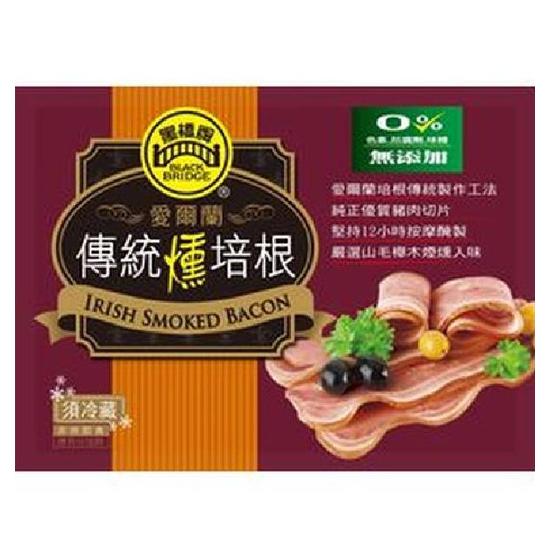 黑橋牌
BLACK
BRIDGE
®
愛爾蘭
傳統燻培根
IRISH SMOKED BACON
0%
無添加
愛爾蘭培根傳統製作工法
純正優質豬肉切片
堅持12小時按摩醃製
嚴選山毛櫸木煙燻入味
須冷藏